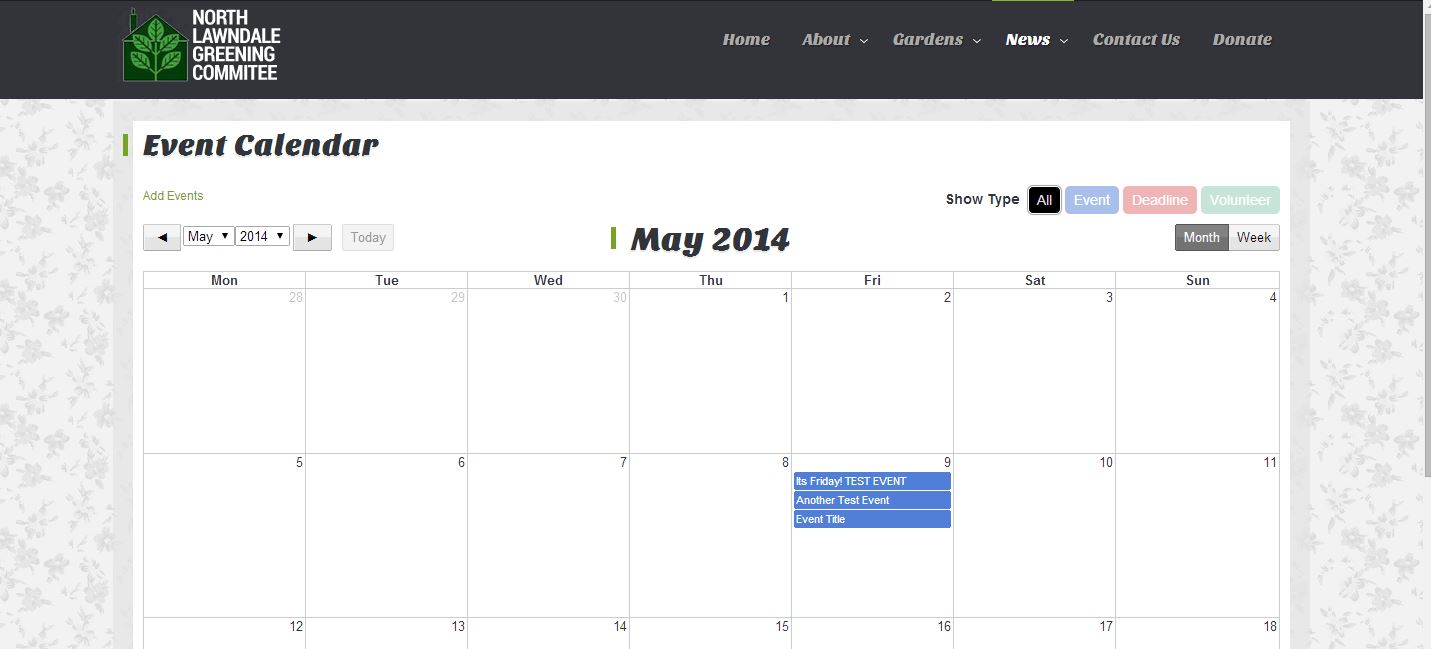 NORTH
LAWNDALE
GREENING
COMMITEE
Home About Gardens News Contact Us Donate
Event Calendar
Add Events
Show Type All Event Deadline Volunteer
◄ May ▼ 2014 ▼ ► Today
May 2014
Month Week
Mon Tue Wed Thu Fri Sat Sun
28 29 30 1 2 3 4
5 6 7 8 9 10 11
Its Friday! TEST EVENT
Another Test Event
Event Title
12 13 14 15 16 17 18